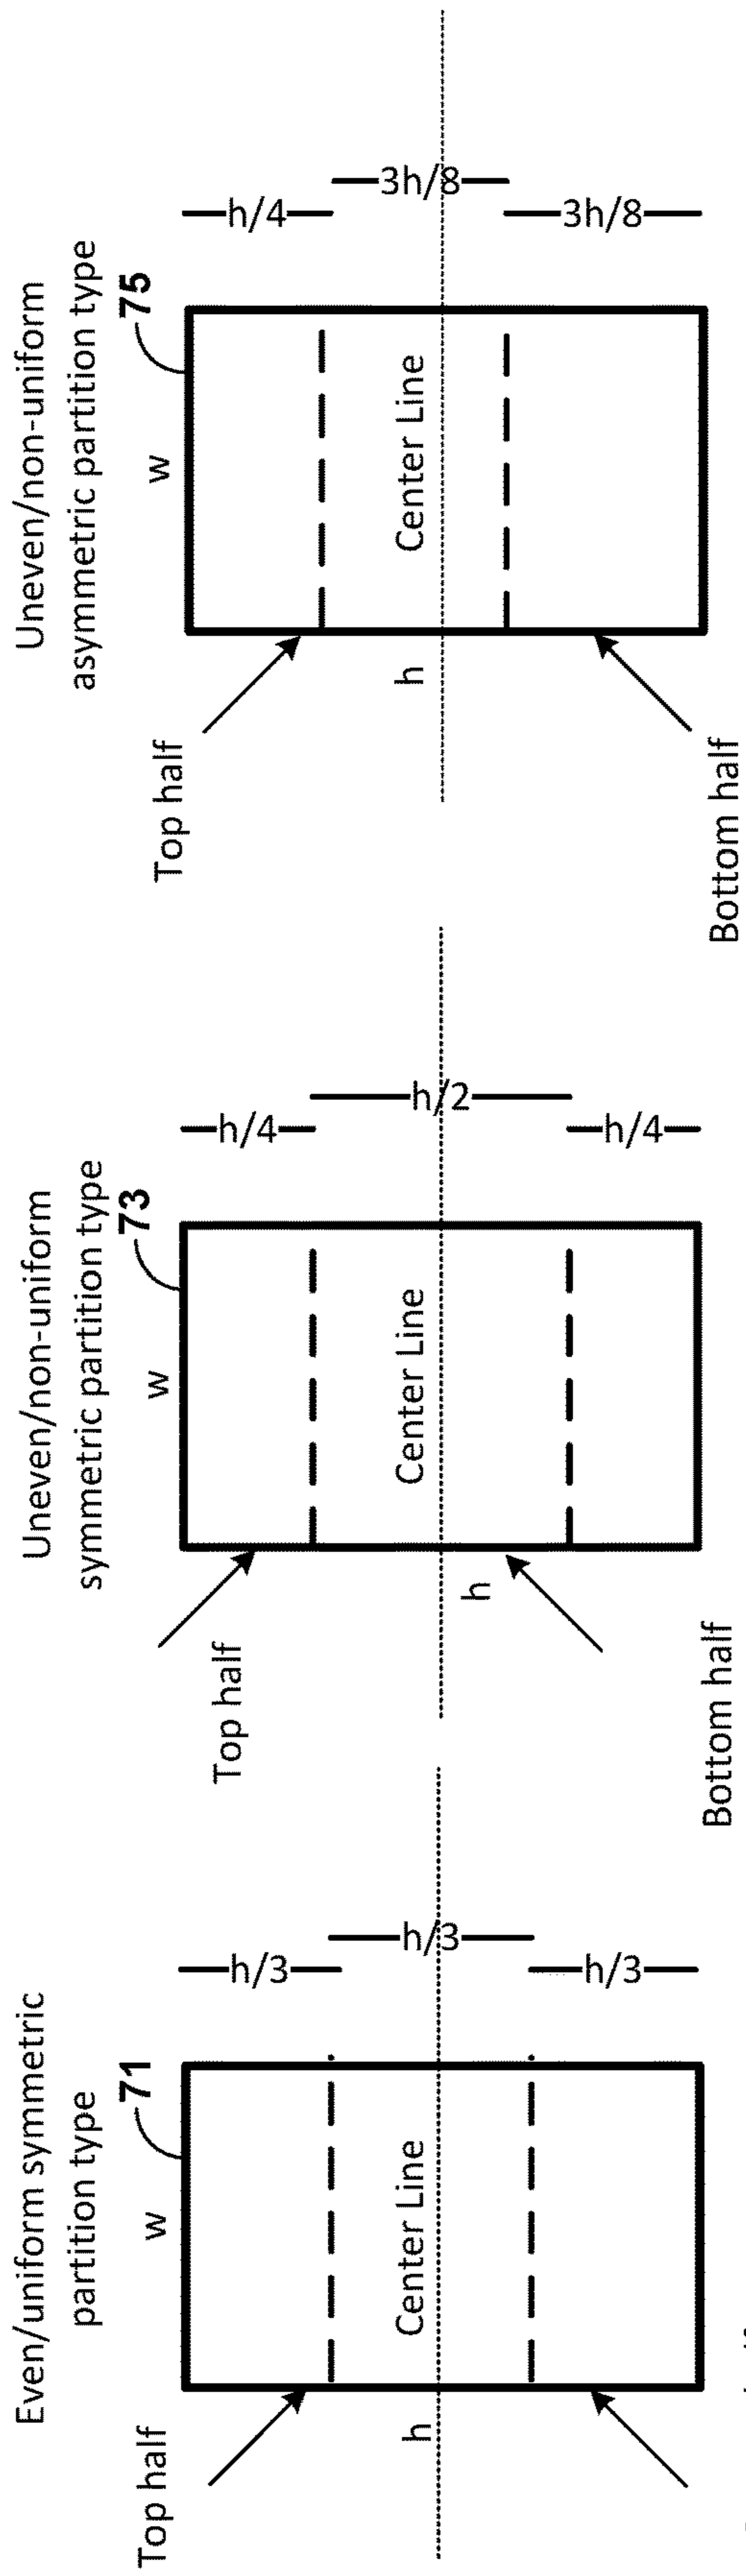 Even/uniform symmetric
partition type
71
w
Top half
h
Center Line
h/3
h/3
h/3
Uneven/non-uniform
symmetric partition type
73
w
Top half
h
Center Line
Bottom half
h/4
h/2
h/4
Uneven/non-uniform
asymmetric partition type
75
w
Top half
h
Center Line
Bottom half
h/4
3h/8
3h/8